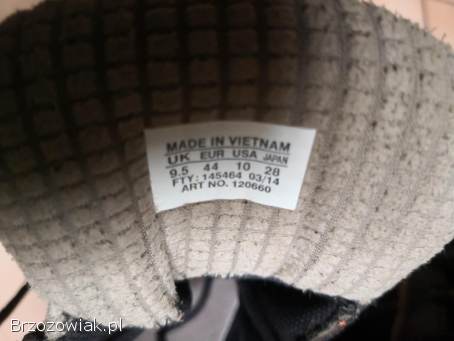 MADE IN VIETNAM
UK EUR USA JAPAN
9.5 44 10 28
FTY: 145464 03/14
ART NO. 120660
Brzozowiak.pl